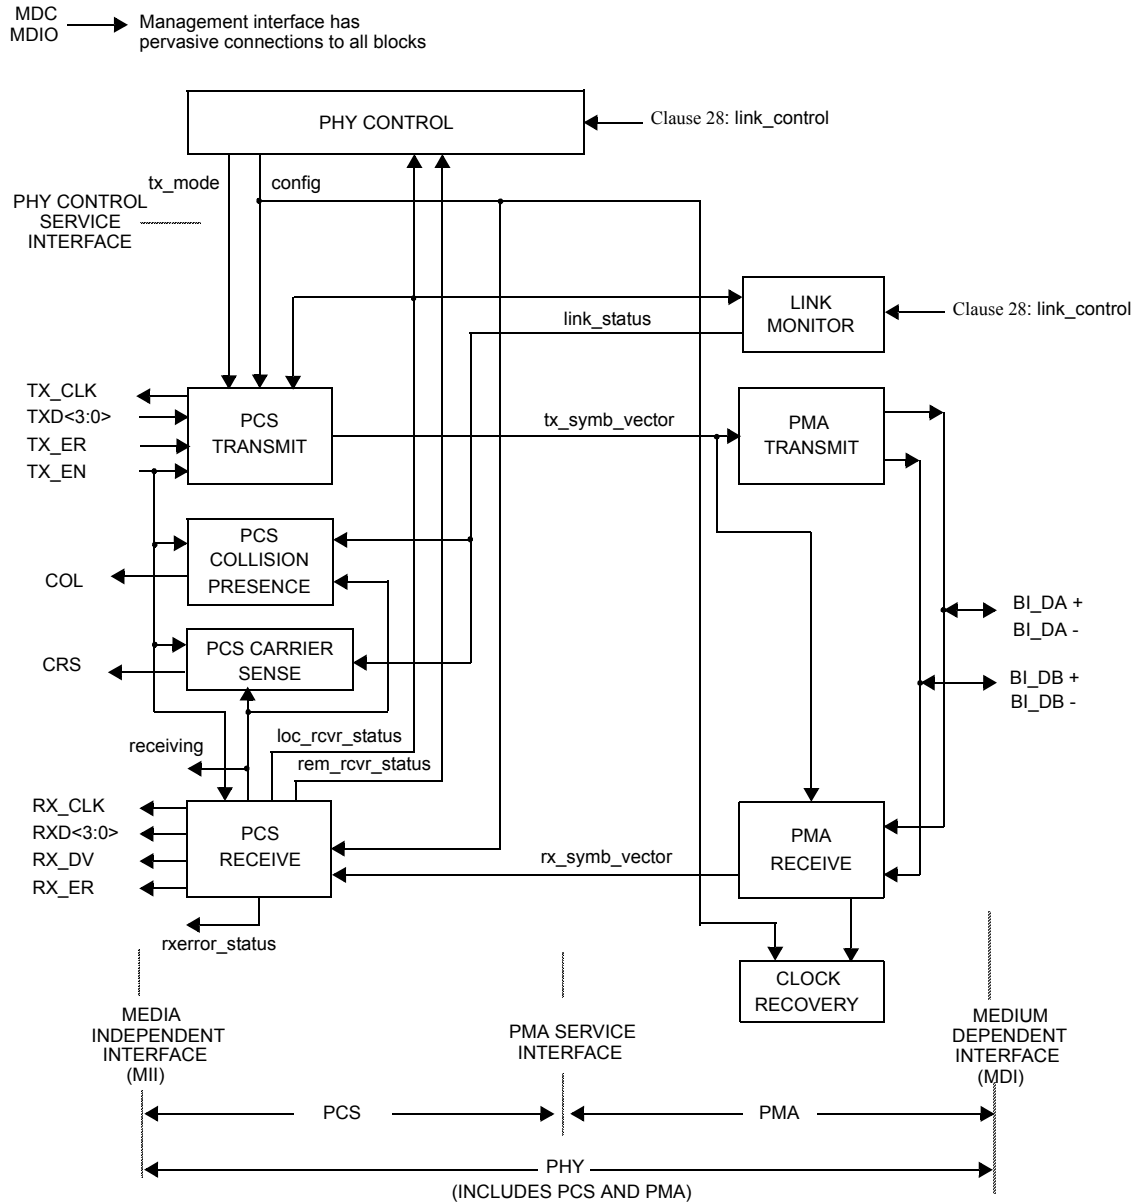 MDC
MDIO
Management interface has
pervasive connections to all blocks
PHY CONTROL
Clause 28: link_control
tx_mode
config
PHY CONTROL
SERVICE
INTERFACE
LINK
MONITOR
Clause 28: link_control
link_status
TX_CLK
TXD<3:0>
TX_ER
TX_EN
PCS
TRANSMIT
tx_symb_vector
PMA
TRANSMIT
PCS
COLLISION
PRESENCE
COL
BI_DA +
BI_DA -
PCS CARRIER
SENSE
CRS
BI_DB +
BI_DB -
receiving
loc_rcvr_status
rem_rcvr_status
RX_CLK
RXD<3:0>
RX_DV
RX_ER
PCS
RECEIVE
rx_symb_vector
PMA
RECEIVE
rxerror_status
CLOCK
RECOVERY
MEDIA
INDEPENDENT
INTERFACE
(MII)
PMA SERVICE
INTERFACE
MEDIUM
DEPENDENT
INTERFACE
(MDI)
PCS
PMA
PHY
(INCLUDES PCS AND PMA)